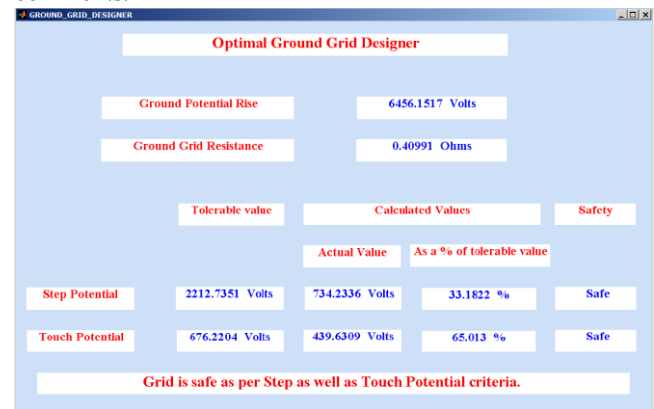 GROUND_GRID_DESIGNER
Optimal Ground Grid Designer
Ground Potential Rise 6456.1517 Volts
Ground Grid Resistance 0.40991 Ohms
Tolerable value Calculated Values Safety
Actual Value As a % of tolerable value
Step Potential 2212.7351 Volts 734.2336 Volts 33.1822 % Safe
Touch Potential 676.2204 Volts 439.6309 Volts 65.013 % Safe
Grid is safe as per Step as well as Touch Potential criteria.